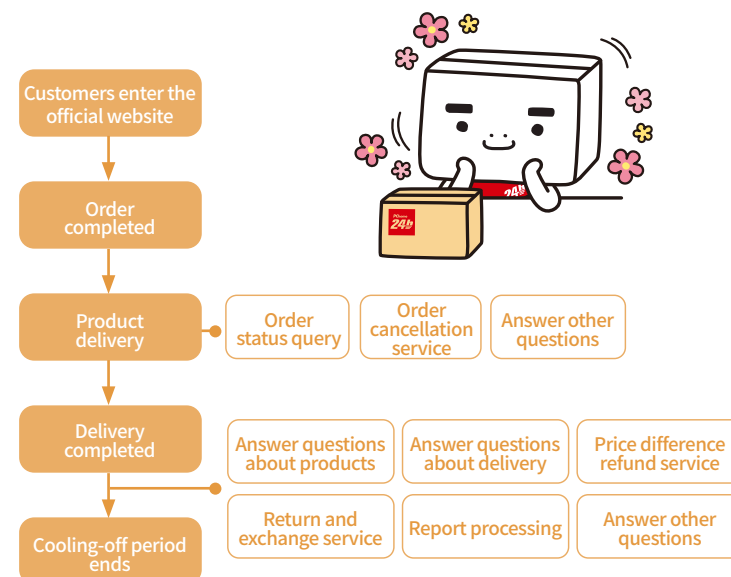 Customers enter the
official website
Order
completed
Product
delivery
Order
status query
Order
cancellation
service
Answer other
questions
Delivery
completed
Answer questions
about products
Answer questions
about delivery
Price difference
refund service
Return and
exchange service
Report processing
Answer other
questions
Cooling-off period
ends
24h
24h